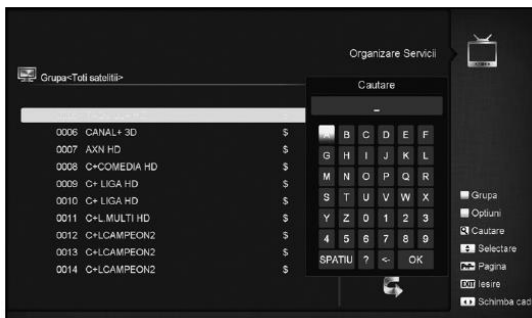 Organizare Servicii
Grupa<Toti satelitii>
Cautare
_
0006 CANAL+ 3D $
0007 AXN HD $
0008 C+COMEDIA HD $
0009 C+ LIGA HD $
0010 C+ LIGA HD $
0011 C+L.MULTI HD $
0012 C+LCAMPEON2 $
0013 C+LCAMPEON2 $
0014 C+LCAMPEON2 $
A B C D E F
G H I J K L
M N O P Q R
S T U V W X
Y Z 0 1 2 3
4 5 6 7 8 9
SPATIU ? <- OK
Grupa
Optiuni
Cautare
Selectare
Pagina
EXIT Iesire
Schimba cad